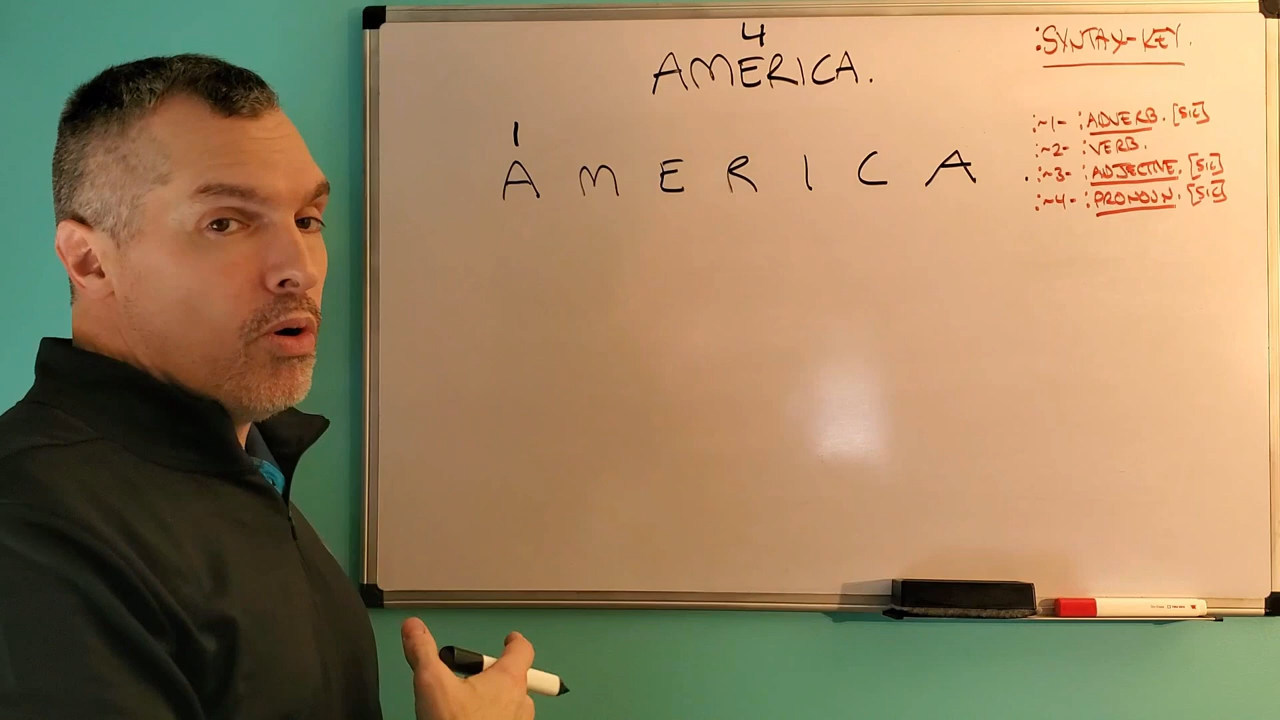 4
AMERICA.
1
A M E R I C A
:SYNTAX-KEY.
:~1- :ADVERB. [SIC]
:~2- :VERB.
:~3- :ADJECTIVE. [SIC]
:~4- :PRONOUN. [SIC]